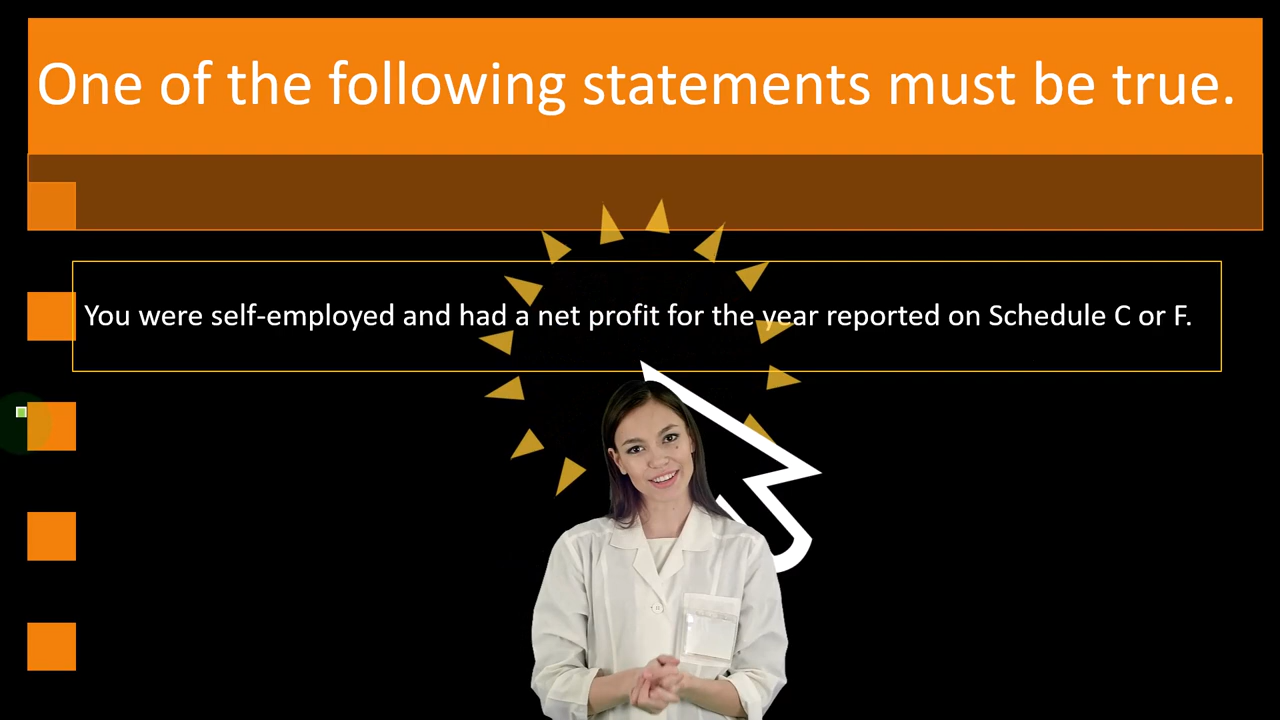 One of the following statements must be true.
You were self-employed and had a net profit for the year reported on Schedule C or F.